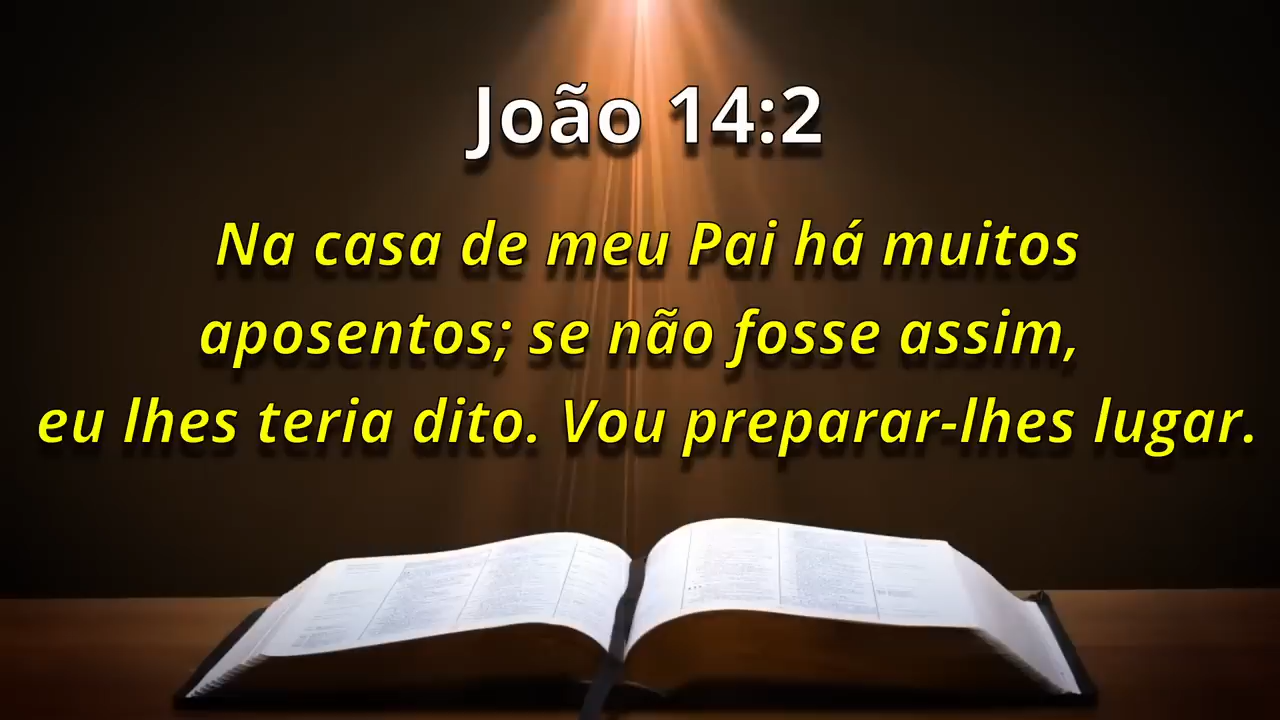 João 14:2
Na casa de meu Pai há muitos
aposentos; se não fosse assim,
eu lhes teria dito. Vou preparar-lhes lugar.